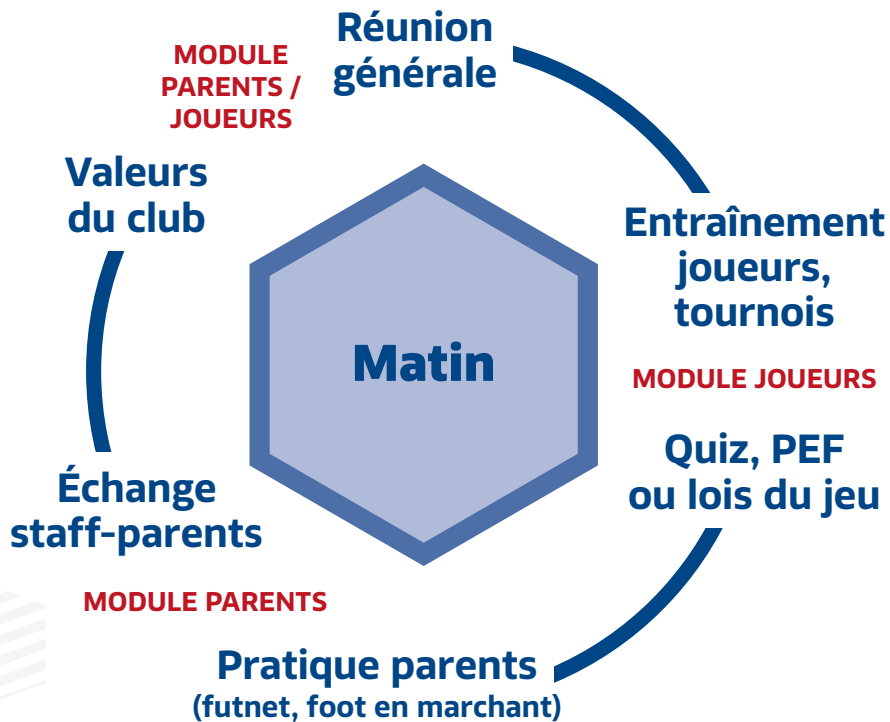 Réunion
générale
MODULE
PARENTS /
JOUEURS
Valeurs
du club
Entraînement
joueurs,
tournois
Matin
MODULE JOUEURS
Quiz, PEF
ou lois du jeu
Échange
staff-parents
MODULE PARENTS
Pratique parents
(futnet, foot en marchant)